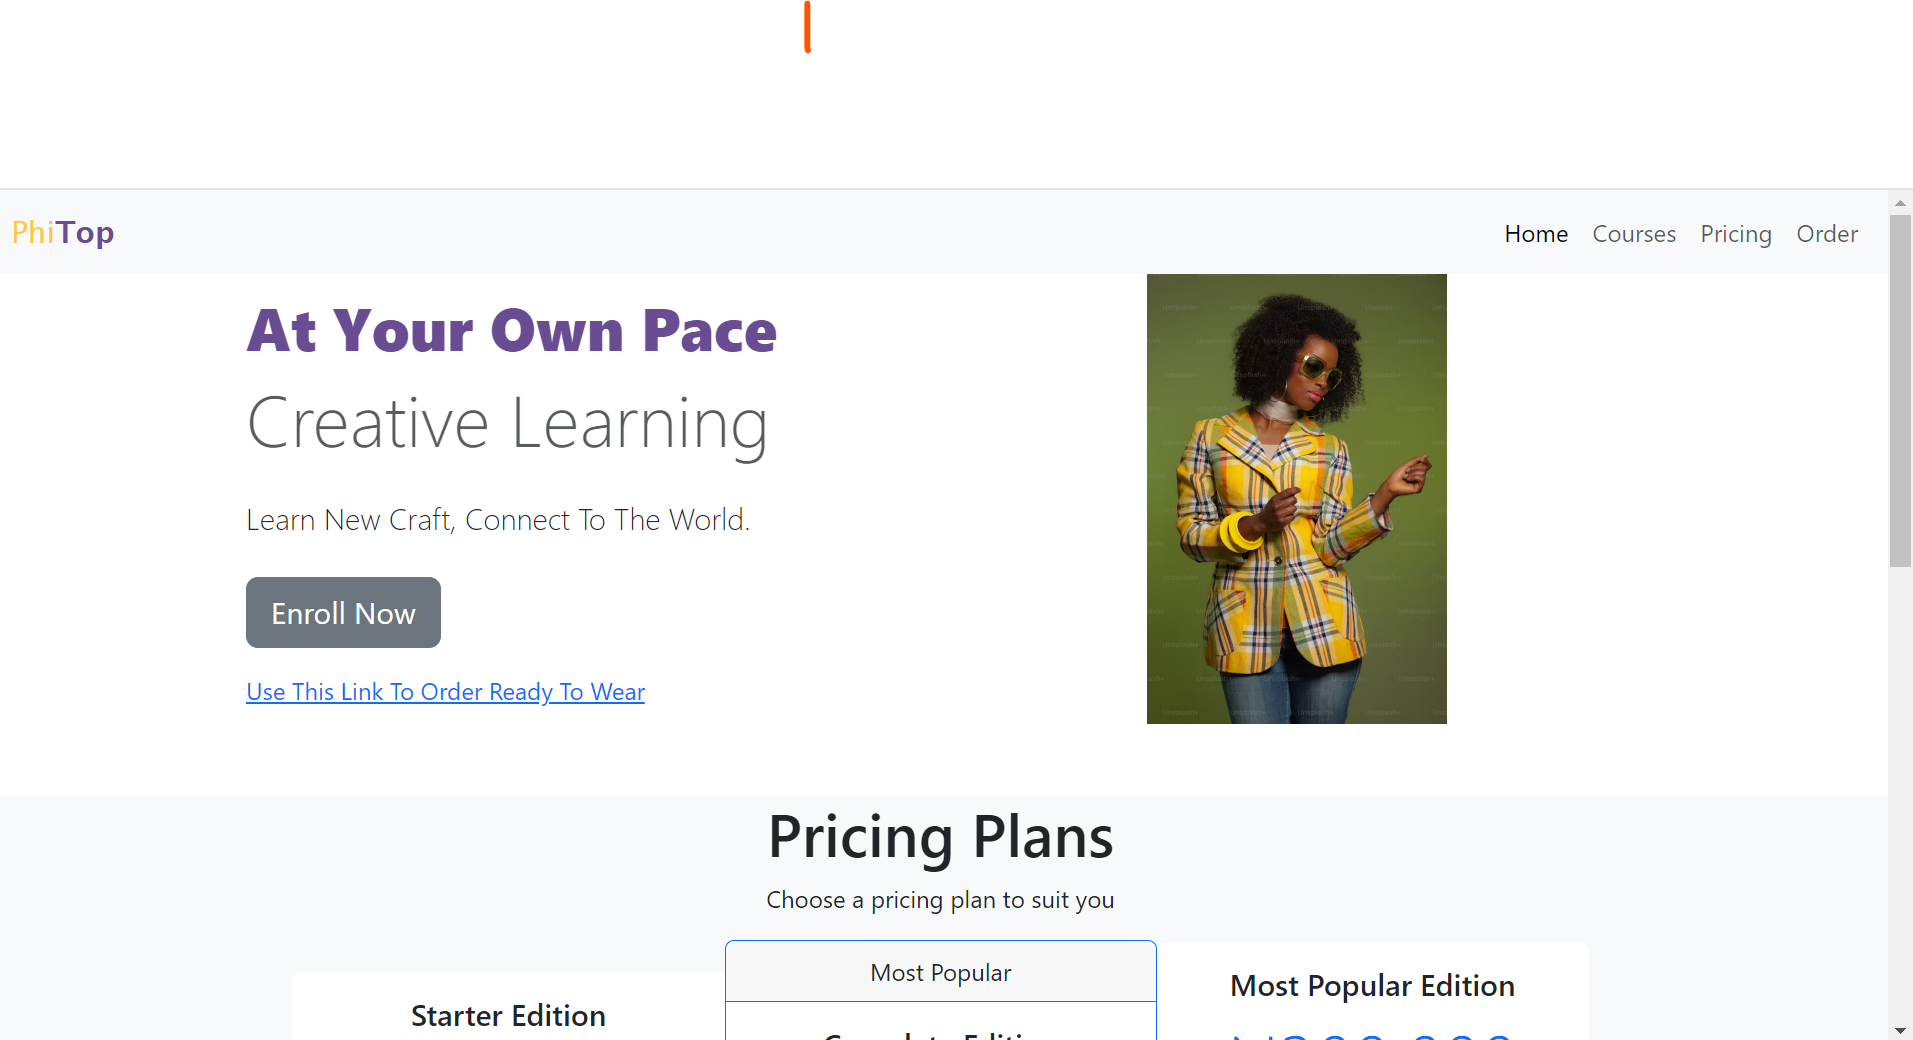 PhiTop
Home Courses Pricing Order
At Your Own Pace
Creative Learning
Learn New Craft, Connect To The World.
Enroll Now
Use This Link To Order Ready To Wear
Pricing Plans
Choose a pricing plan to suit you
Most Popular
Most Popular Edition
Starter Edition